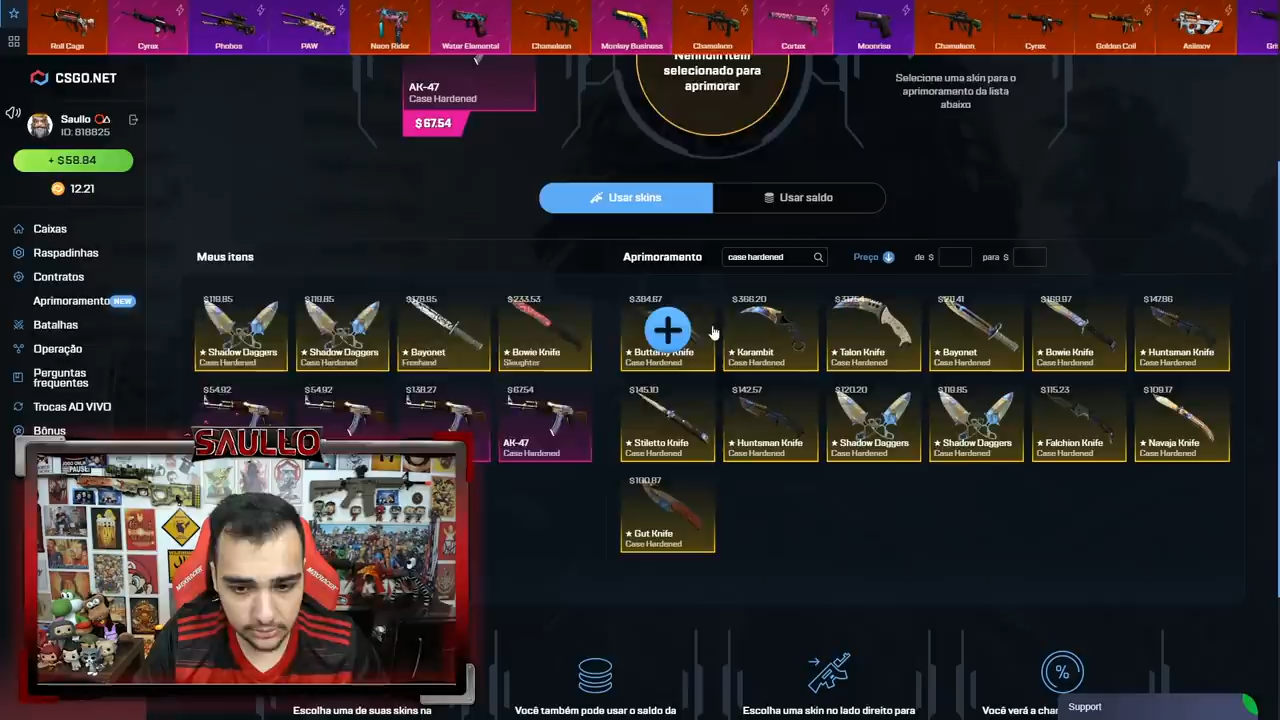 Roll Cage
Cyrex
Phobos
PAW
Neon Rider
Water Elemental
Chameleon
Monkey Business
Chameleon
Cortex
Moonrise
Chameleon
Cyrex
Golden Coil
Asiimov
CSGO.NET
Saullo
ID: 818825
+ $58.84
12.21
Caixas
Raspadinhas
Contratos
Aprimoramento NEW
Batalhas
Operação
Perguntas
frequentes
Trocas AO VIVO
Bônus
AK-47
Case Hardened
$67.54
Nenhum item
selecionado para
aprimorar
Selecione uma skin para o
aprimoramento da lista
abaixo
Usar skins
Usar saldo
Meus itens
Aprimoramento
case hardened
Preço
de $
para $
$119.85
★ Shadow Daggers
Case Hardened
$119.85
★ Shadow Daggers
Case Hardened
★ Bayonet
Freehand
$233.53
★ Bowie Knife
Slaughter
$54.92
$54.92
$138.27
$67.54
AK-47
Case Hardened
$384.67
★ Butterfly Knife
Case Hardened
$366.20
★ Karambit
Case Hardened
★ Talon Knife
Case Hardened
★ Bayonet
Case Hardened
★ Bowie Knife
Case Hardened
$147.86
★ Huntsman Knife
Case Hardened
$145.10
★ Stiletto Knife
Case Hardened
$142.57
★ Huntsman Knife
Case Hardened
$120.20
★ Shadow Daggers
Case Hardened
$119.85
★ Shadow Daggers
Case Hardened
$115.23
★ Falchion Knife
Case Hardened
$109.17
★ Navaja Knife
Case Hardened
$100.87
★ Gut Knife
Case Hardened
SAULLO
Escolha uma de suas skins na
Você também pode usar o saldo da
Escolha uma skin no lado direito para
Support